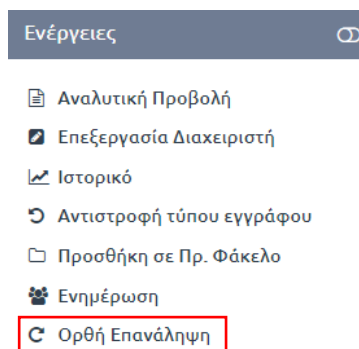 Ενέργειες
Αναλυτική Προβολή
Επεξεργασία Διαχειριστή
Ιστορικό
Αντιστροφή τύπου εγγράφου
Προσθήκη σε Πρ. Φάκελο
Ενημέρωση
Ορθή Επανάληψη